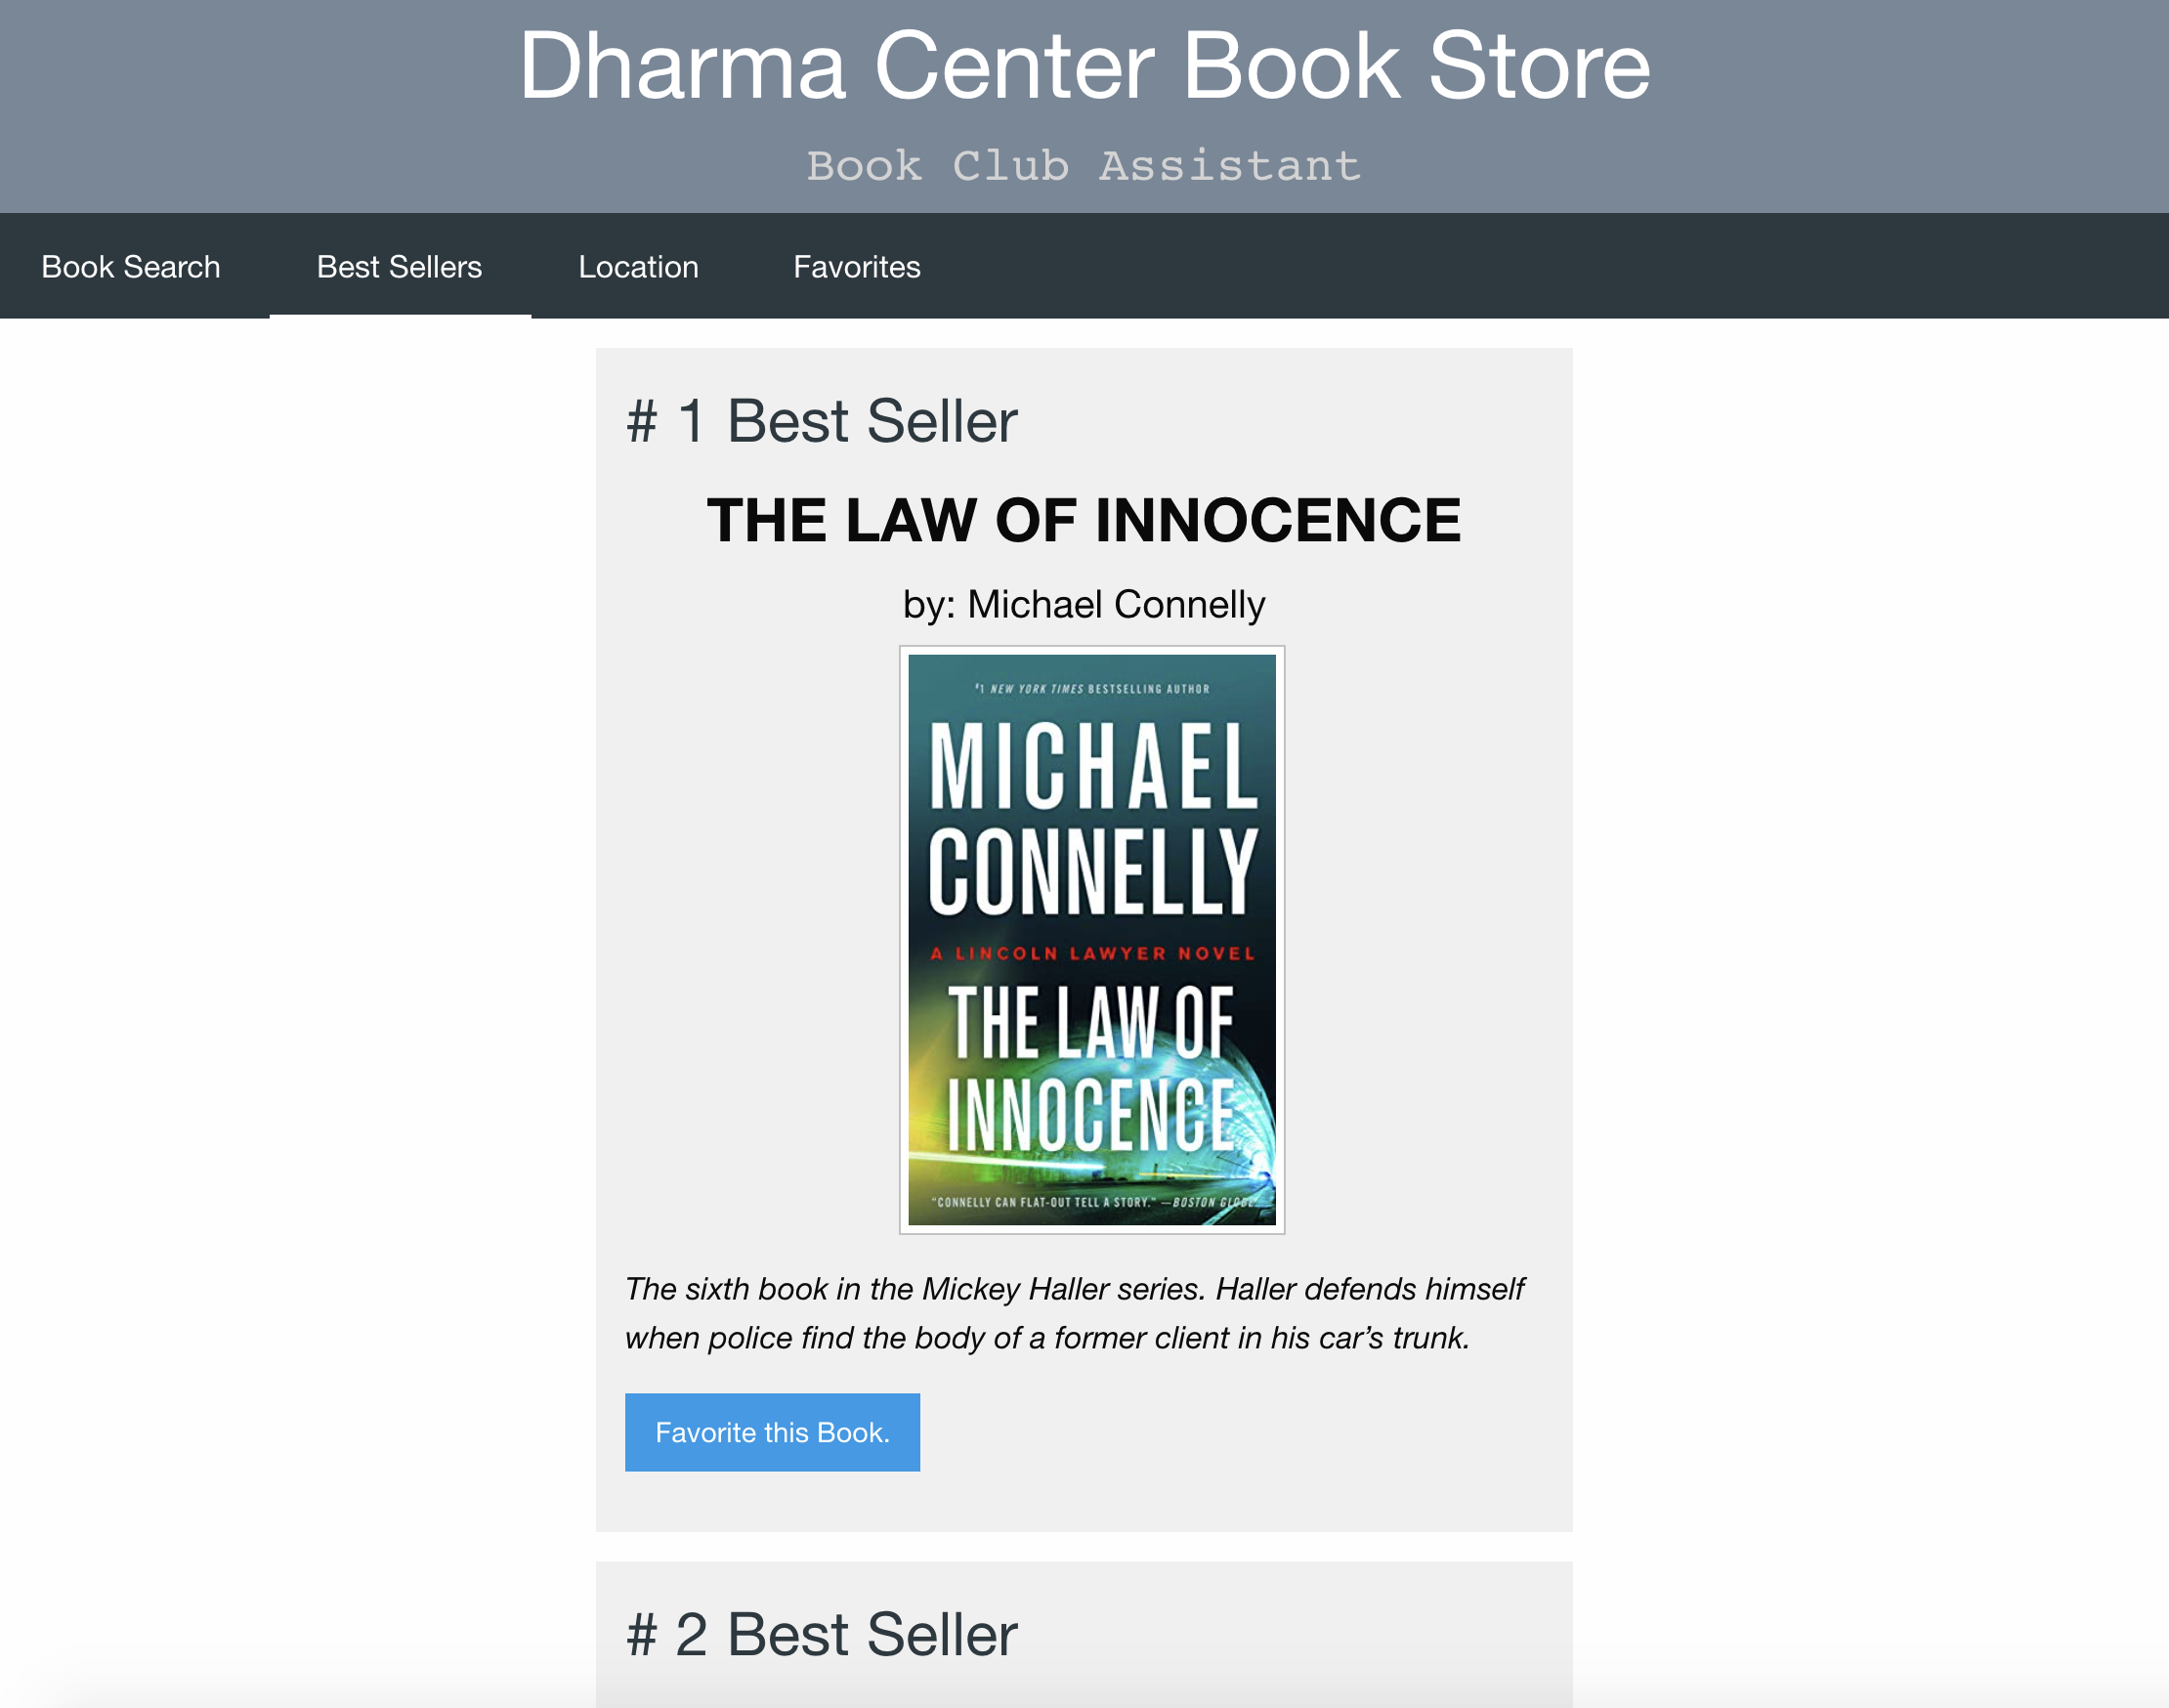 Dharma Center Book Store
Book Club Assistant
Book Search Best Sellers Location Favorites
# 1 Best Seller
THE LAW OF INNOCENCE
by: Michael Connelly
#1 NEW YORK TIMES BESTSELLING AUTHOR
MICHAEL
CONNELLY
A LINCOLN LAWYER NOVEL
THE LAW OF
INNOCENCE
“CONNELLY CAN FLAT-OUT TELL A STORY.” —BOSTON GLOBE
The sixth book in the Mickey Haller series. Haller defends himself
when police find the body of a former client in his car’s trunk.
Favorite this Book.
# 2 Best Seller